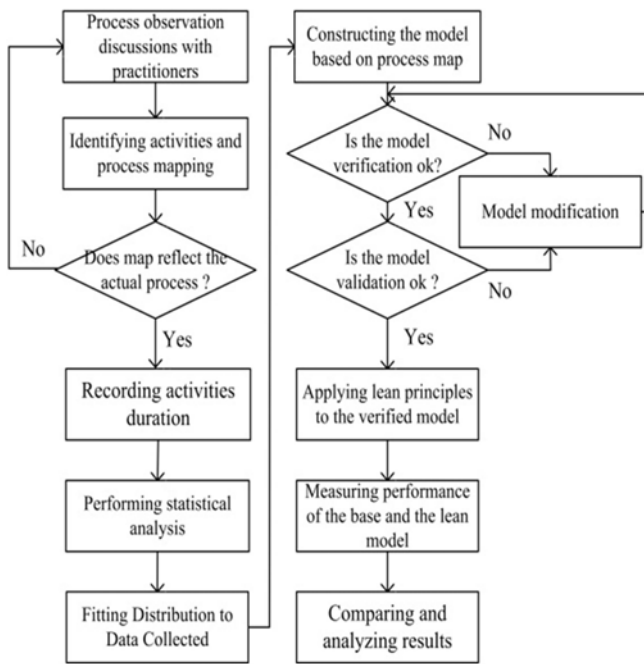 Process observation
discussions with
practitioners
Identifying activities and
process mapping
No
Does map reflect the
actual process ?
Yes
Recording activities
duration
Performing statistical
analysis
Fitting Distribution to
Data Collected
Constructing the model
based on process map
Is the model
verification ok?
No
Yes
Model modification
Is the model
validation ok ?
No
Yes
Applying lean principles
to the verified model
Measuring performance
of the base and the lean
model
Comparing and
analyzing results